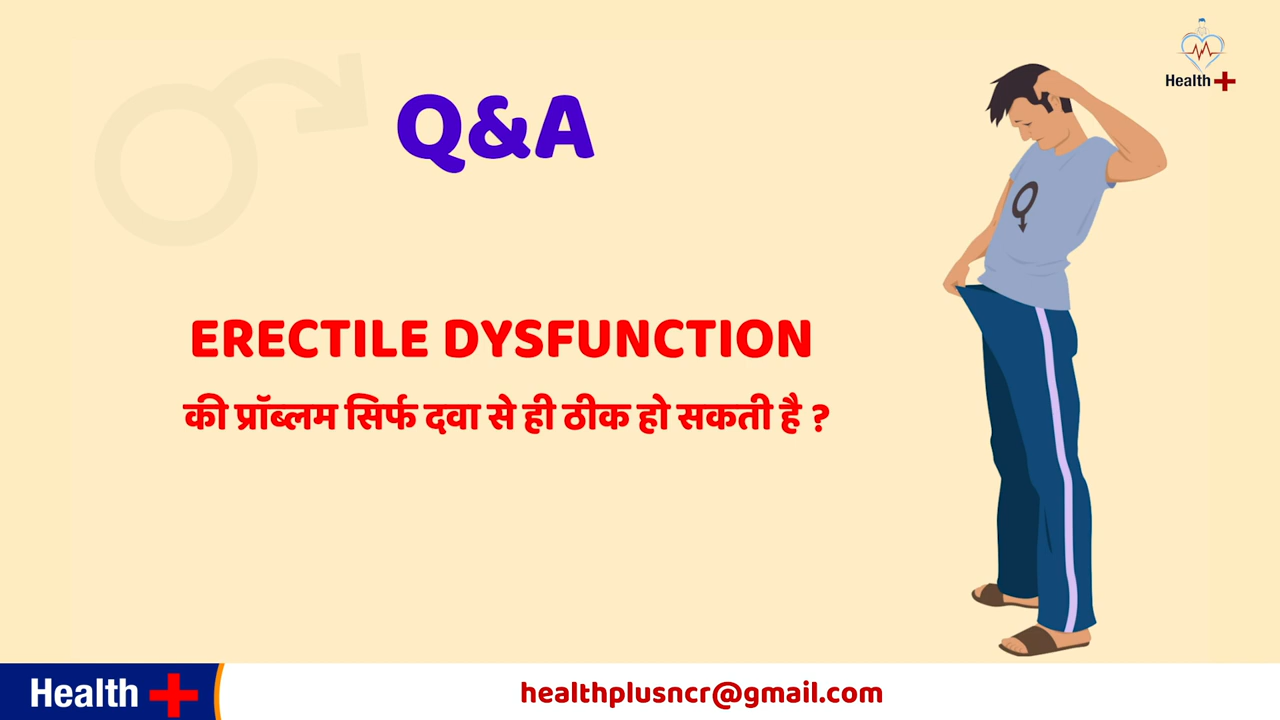 Health
Q&A
ERECTILE DYSFUNCTION
की प्रॉब्लम सिर्फ दवा से ही ठीक हो सकती है ?
Health
healthplusncr@gmail.com